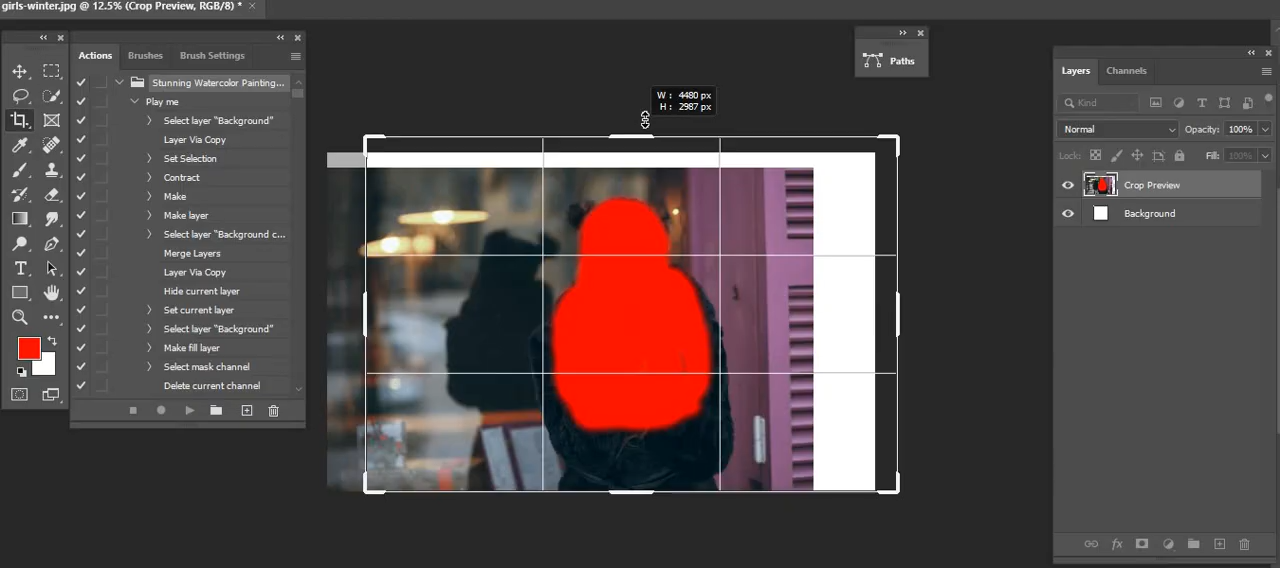 girls-winter.jpg @ 12.5% (Crop Preview, RGB/8) *
Actions
Brushes
Brush Settings
Stunning Watercolor Painting...
Play me
Select layer "Background"
Layer Via Copy
Set Selection
Contract
Make
Make layer
Select layer "Background c...
Merge Layers
Layer Via Copy
Hide current layer
Set current layer
Select layer "Background"
Make fill layer
Select mask channel
Delete current channel
W : 4480 px
H : 2987 px
Paths
Layers
Channels
Kind
Normal
Opacity: 100%
Lock:
Fill: 100%
Crop Preview
Background
fx